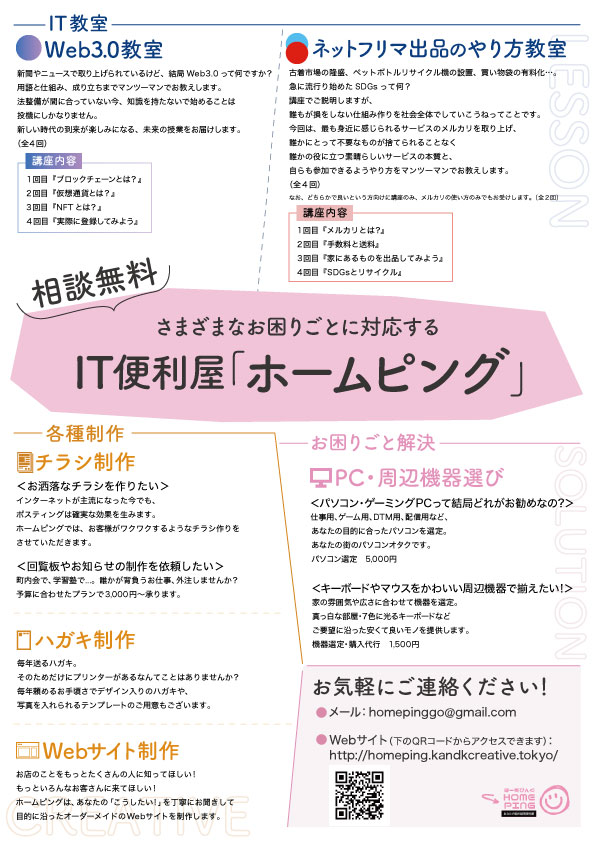 IT教室
Web3.0教室
新聞やニュースで取り上げられているけど、結局 Web3.0 って何ですか？
用語と仕組み、成り立ちまでマンツーマンでお教えします。
法整備が間に合っていない今、知識を持たないで始めることは
投機にしかなりません。
新しい時代の到来が楽しみになる、未来の授業をお届けします。
（全４回）
講座内容
１回目『ブロックチェーンとは？』
２回目『仮想通貨とは？』
３回目『NFTとは？』
４回目『実際に登録してみよう』
ネットフリマ出品のやり方教室
古着市場の隆盛、ペットボトルリサイクル機の設置、買い物袋の有料化…。
急に流行り始めた SDGs って何？
講座でご説明しますが、
誰もが損をしない仕組み作りを社会全体でしていこうねってことです。
今回は、最も身近に感じられるサービスのメルカリを取り上げ、
誰かにとって不要なものが捨てられることなく
誰かの役に立つ素晴らしいサービスの本質と、
自らも参加できるようやり方をマンツーマンでお教えします。
（全４回）
なお、どちらかで良いという方向けに講座のみ、メルカリの使い方のみでもお受けします。（全２回）
講座内容
１回目『メルカリとは？』
２回目『手数料と送料』
３回目『家にあるものを出品してみよう』
４回目『SDGsとリサイクル』
LESSON
相談無料
さまざまなお困りごとに対応する
IT便利屋「ホームピング」
各種制作
チラシ制作
＜お洒落なチラシを作りたい＞
インターネットが主流になった今でも、
ポスティングは確実な効果を生みます。
ホームピングでは、お客様がワクワクするようなチラシ作りを
させていただきます。
＜回覧板やお知らせの制作を依頼したい＞
町内会で、学習塾で…。誰かが背負うお仕事、外注しませんか？
予算に合わせたプランで3,000円〜承ります。
ハガキ制作
毎年送るハガキ。
そのためだけにプリンターがあるなんてことはありませんか？
毎年頼めるお手頃さでデザイン入りのハガキや、
写真を入れられるテンプレートのご用意もございます。
Webサイト制作
お店のことをもっとたくさんの人に知ってほしい！
もっといろんなお客さんに来てほしい！
ホームピングは、あなたの「こうしたい！」を丁寧にお聞きして
目的に沿ったオーダーメイドのWebサイトを制作します。
CREATIVE
お困りごと解決
PC・周辺機器選び
＜パソコン・ゲーミングPCって結局どれがお勧めなの？＞
仕事用、ゲーム用、DTM用、配信用など、
あなたの目的に合ったパソコンを選定。
あなたの街のパソコンオタクです。
パソコン選定　5,000円
＜キーボードやマウスをかわいい周辺機器で揃えたい！＞
家の雰囲気や広さに合わせて機器を選定。
真っ白な部屋・７色に光るキーボードなど
ご要望に沿った安くて良いモノを提供します。
機器選定・購入代行　1,500円
SOLUTION
お気軽にご連絡ください！
●メール：homepinggo@gmail.com
●Webサイト（下のQRコードからアクセスできます）：
http://homeping.kandkcreative.tokyo/
ほーむぴんぐ
HOME
PING